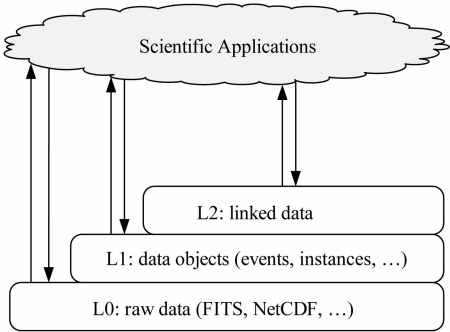 Scientific Applications
L2: linked data
L1: data objects (events, instances, …)
L0: raw data (FITS, NetCDF, …)